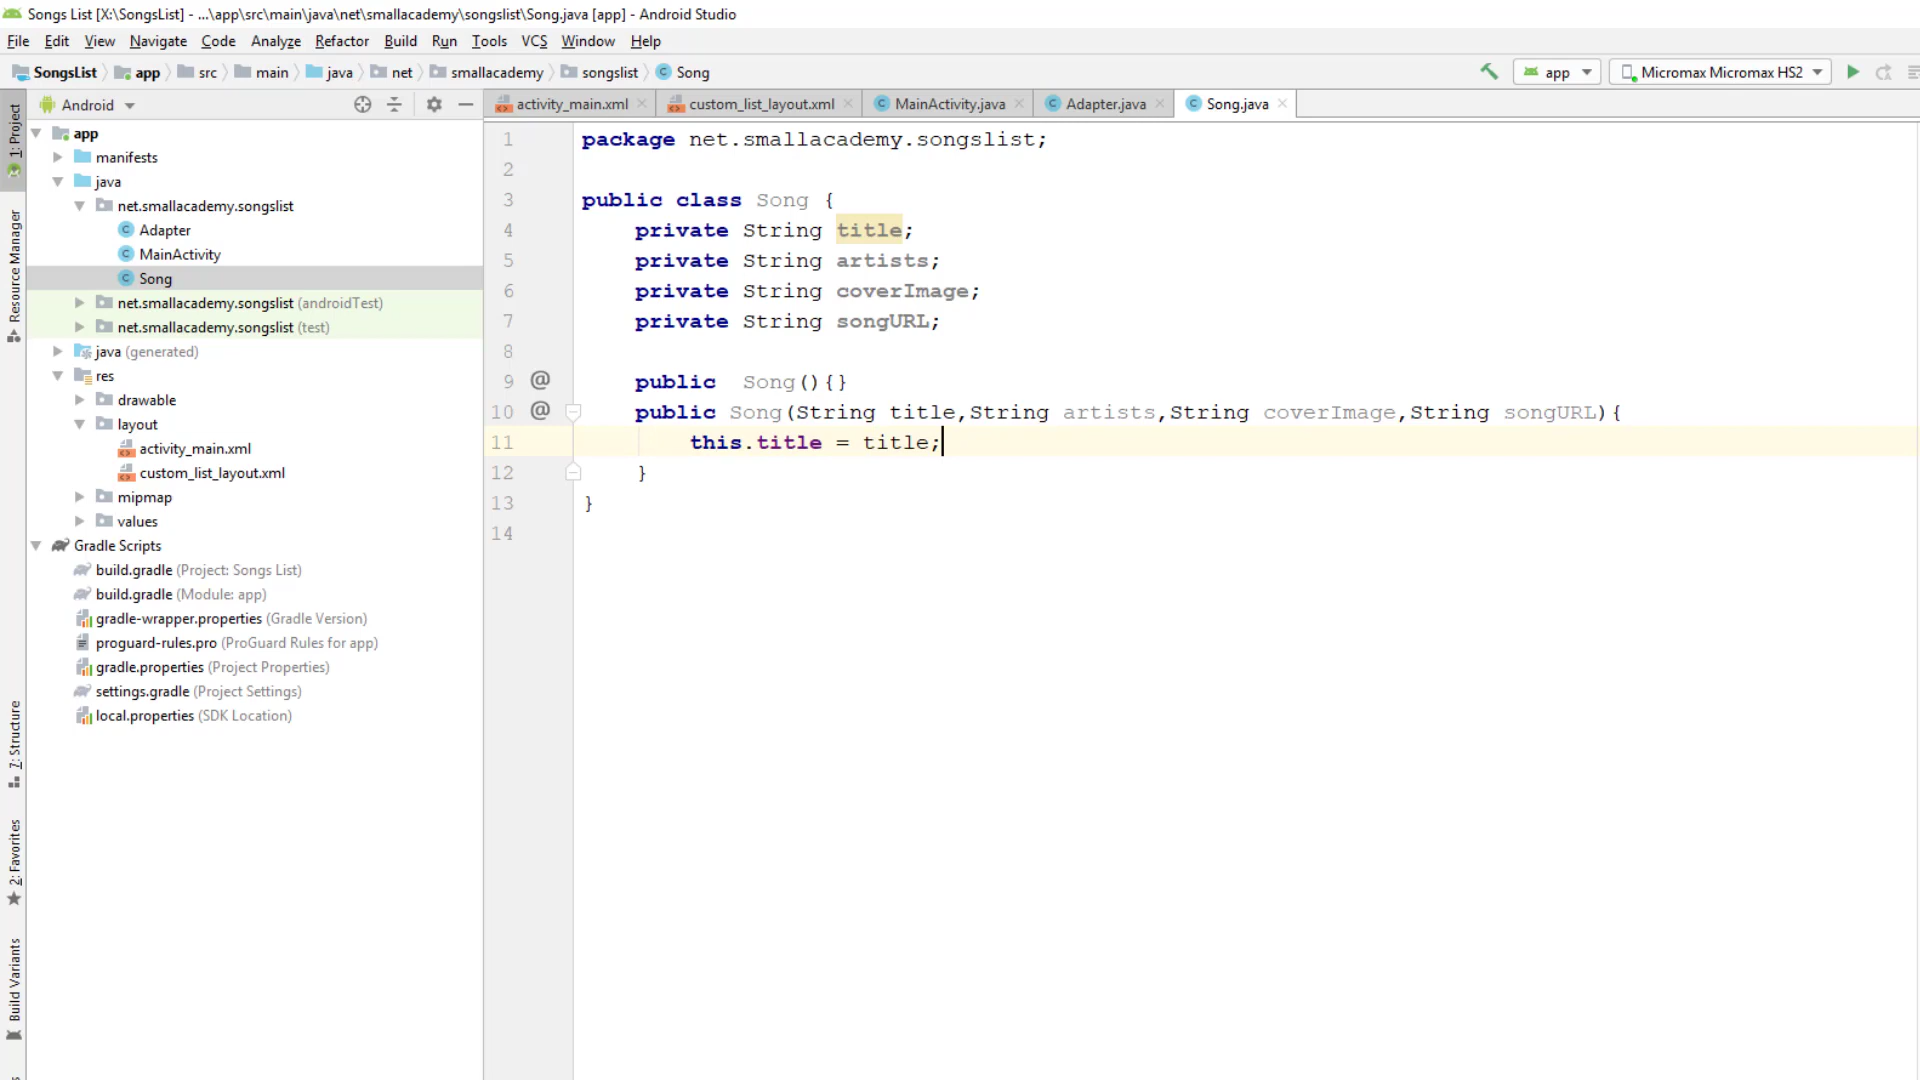 Songs List [X:\SongsList] - ...\app\src\main\java\net\smallacademy\songslist\Song.java [app] - Android Studio
File Edit View Navigate Code Analyze Refactor Build Run Tools VCS Window Help
SongsList app src main java net smallacademy songslist Song app Micromax Micromax HS2
Android
activity_main.xml custom_list_layout.xml MainActivity.java Adapter.java Song.java
1: Project
Resource Manager
7: Structure
2: Favorites
Build Variants
app
manifests
java
net.smallacademy.songslist
Adapter
MainActivity
Song
net.smallacademy.songslist (androidTest)
net.smallacademy.songslist (test)
java (generated)
res
drawable
layout
activity_main.xml
custom_list_layout.xml
mipmap
values
Gradle Scripts
build.gradle (Project: Songs List)
build.gradle (Module: app)
gradle-wrapper.properties (Gradle Version)
proguard-rules.pro (ProGuard Rules for app)
gradle.properties (Project Properties)
settings.gradle (Project Settings)
local.properties (SDK Location)
1 package net.smallacademy.songslist;
2
3 public class Song {
4 private String title;
5 private String artists;
6 private String coverImage;
7 private String songURL;
8
9 @ public  Song(){}
10 @ public Song(String title,String artists,String coverImage,String songURL){
11 this.title = title;
12 }
13 }
14